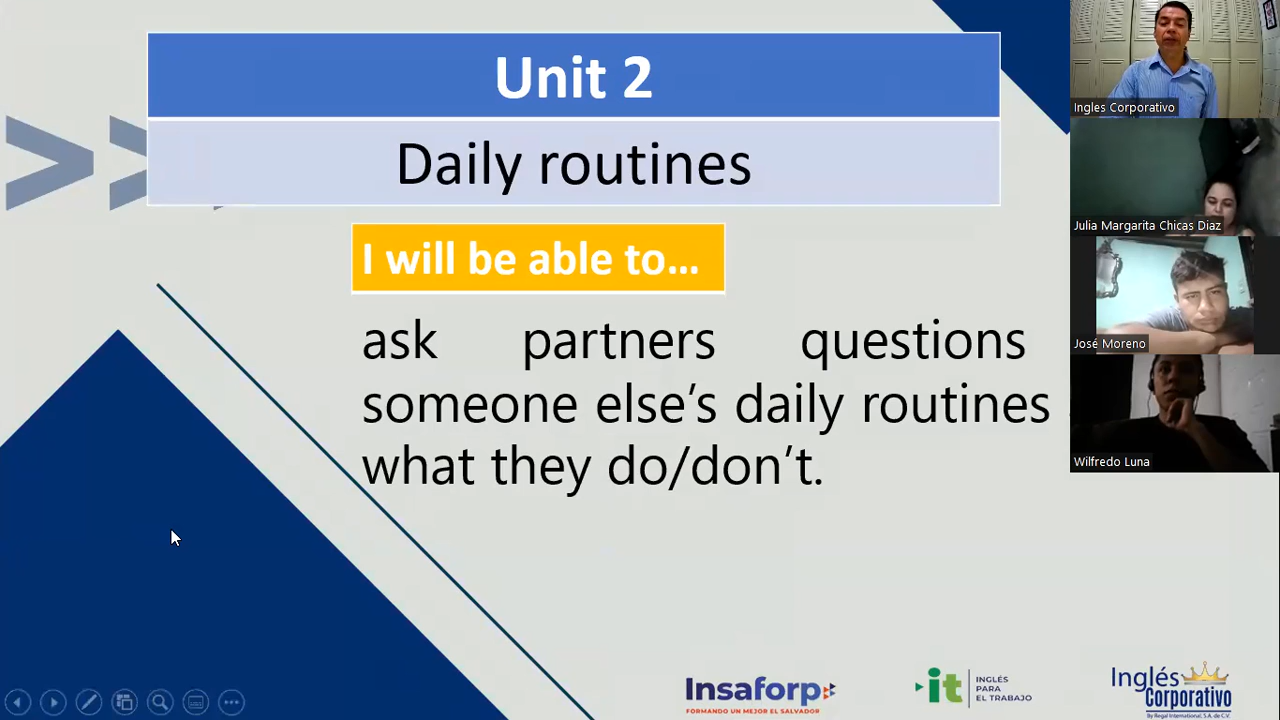 Unit 2
Daily routines
I will be able to...
ask partners questions
someone else's daily routines
what they do/don't.
Ingles Corporativo
Julia Margarita Chicas Diaz
José Moreno
Wilfredo Luna
Insaforp
FORMANDO UN MEJOR EL SALVADOR
it
INGLÉS
PARA
EL TRABAJO
Inglés
Corporativo
By Regal International, S.A. de C.V.